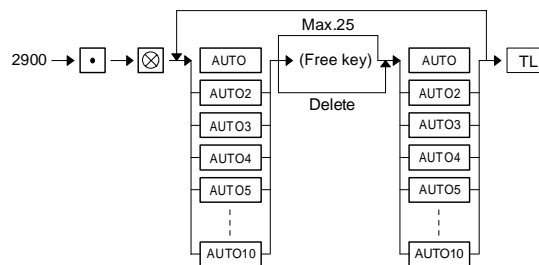 Max.25
2900 • ⊗ AUTO (Free key) AUTO TL
AUTO2 AUTO2
Delete
AUTO3 AUTO3
AUTO4 AUTO4
AUTO5 AUTO5
AUTO10 AUTO10